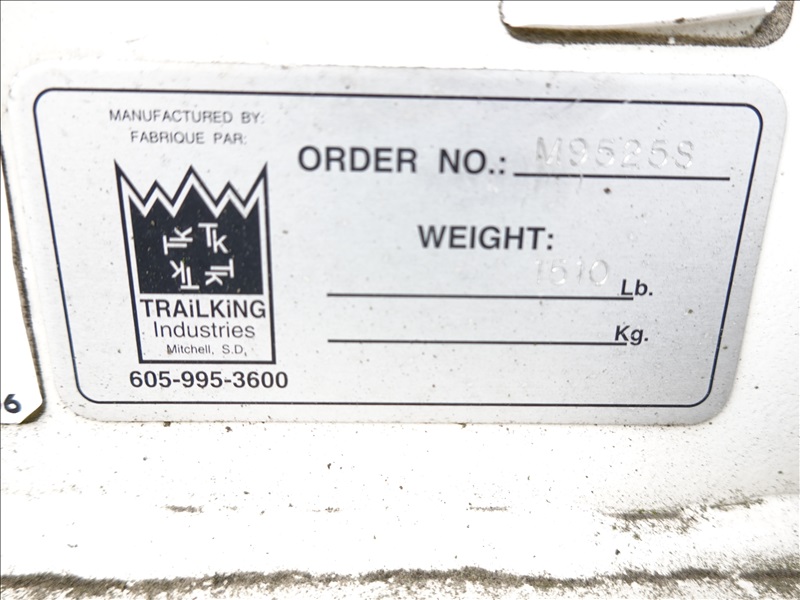 MANUFACTURED BY:
FABRIQUE PAR:
ORDER NO.: M95258
WEIGHT:
1510 Lb.
Kg.
Tk Tk
Tk Tk
TRAiLKiNG
Industries
Mitchell, S.D.
605-995-3600
6